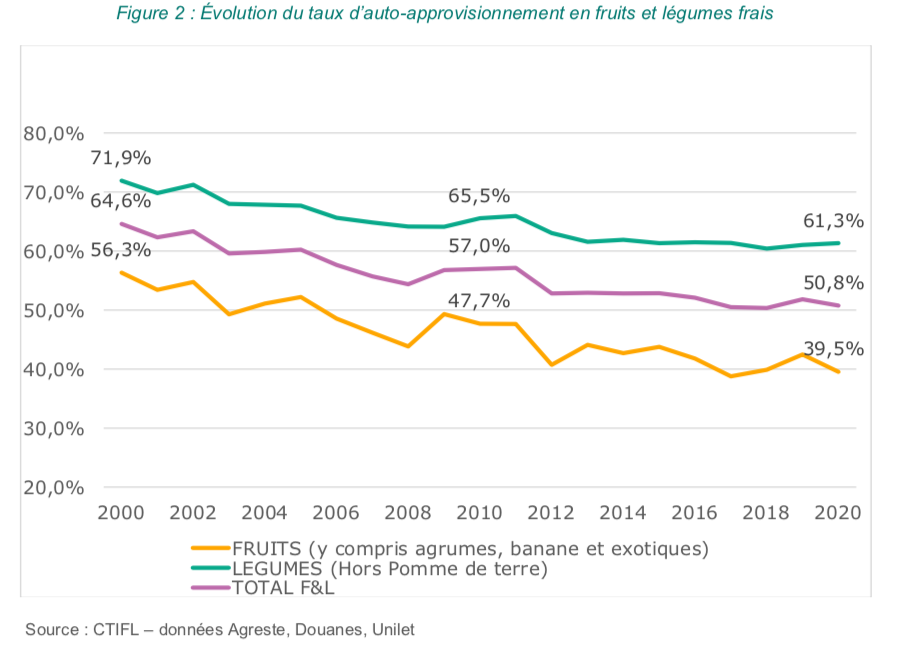 Figure 2 : Évolution du taux d’auto-approvisionnement en fruits et légumes frais
80,0%
71,9%
70,0%
64,6%
65,5%
61,3%
60,0%
56,3%
57,0%
50,8%
50,0%
47,7%
39,5%
40,0%
30,0%
20,0%
2000 2002 2004 2006 2008 2010 2012 2014 2016 2018 2020
FRUITS (y compris agrumes, banane et exotiques)
LEGUMES (Hors Pomme de terre)
TOTAL F&L
Source : CTIFL – données Agreste, Douanes, Unilet